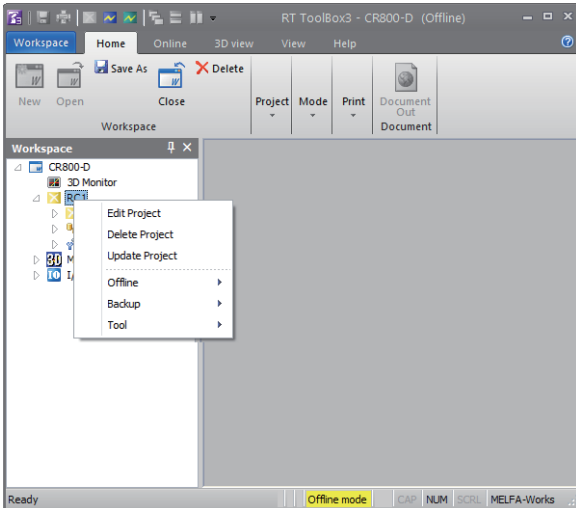 RT ToolBox3 - CR800-D (Offline)
Workspace Home Online 3D view View Help
New Open Save As Close Delete Project Mode Print Document Out
Workspace Document
Workspace
CR800-D
3D Monitor
RC1
Edit Project
Delete Project
Update Project
Offline
Backup
Tool
Ready Offline mode CAP NUM SCRL MELFA-Works